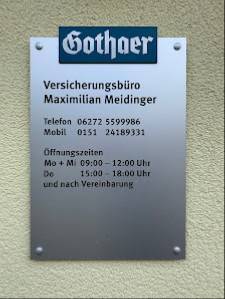 Gothaer
Versicherungsbüro
Maximilian Meidinger
Telefon 06272 5599986
Mobil 0151 24189331
Öffnungszeiten
Mo + Mi 09:00 – 12:00 Uhr
Do 15:00 – 18:00 Uhr
und nach Vereinbarung